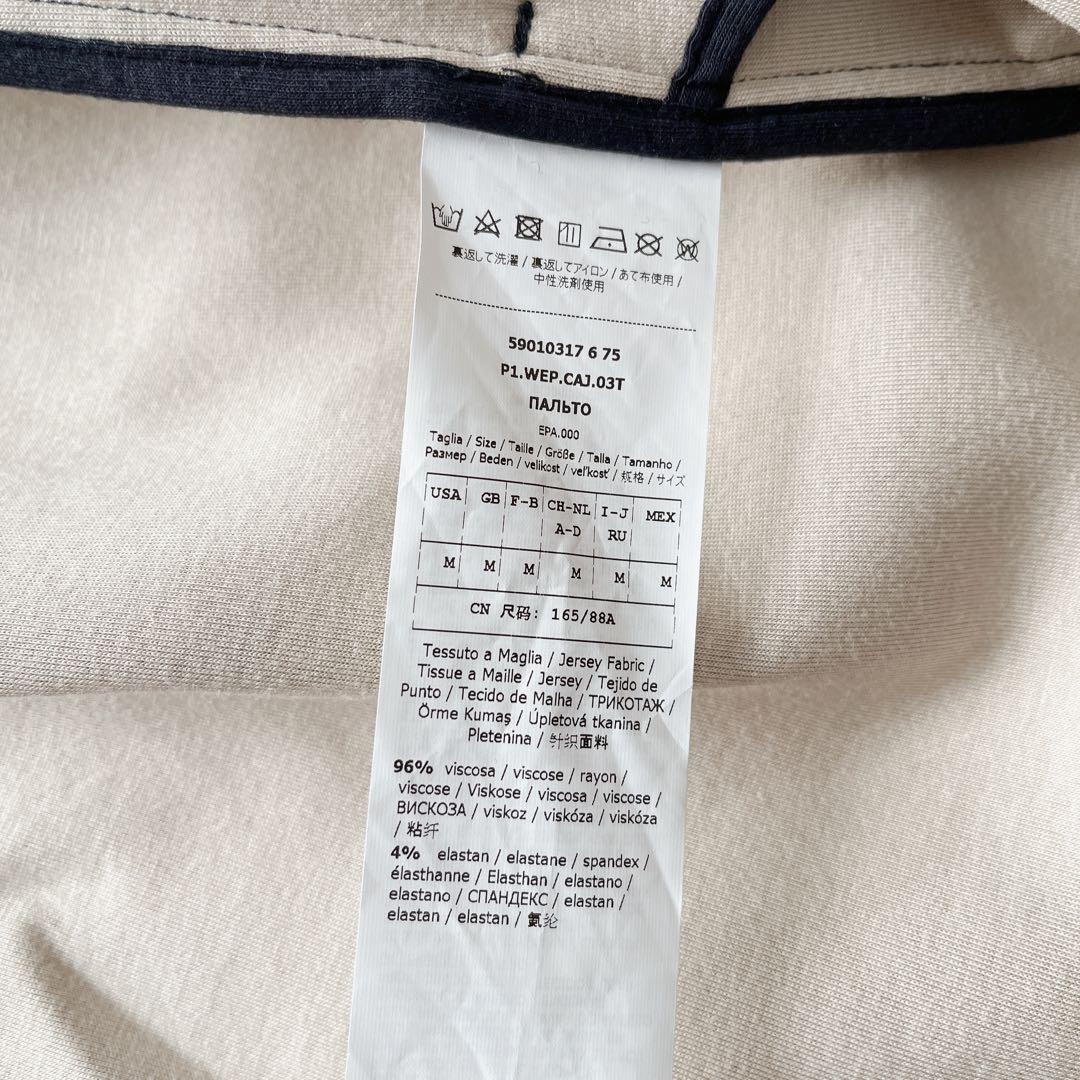 裏返して洗濯 / 裏返してアイロン / あて布使用 /
中性洗剤使用
59010317 6 75
P1.WEP.CAJ.03T
ПАЛЬТО
EPA.000
Taglia / Size / Taille / Größe / Talla / Tamanho /
Размер / Beden / velikost / veľkosť / 规格 / サイズ
USA GB F-B CH-NL I-J MEX
A-D RU
M M M M M M
CN 尺码: 165/88A
Tessuto a Maglia / Jersey Fabric /
Tissue a Maille / Jersey / Tejido de
Punto / Tecido de Malha / ТРИКОТАЖ /
Örme Kumaş / Úpletová tkanina /
Pletenina / 针织面料
96% viscosa / viscose / rayon /
viscose / Viskose / viscosa / viscose /
ВИСКОЗА / viskoz / viskóza / viskóza
/ 粘纤
4% elastan / elastane / spandex /
élasthanne / Elasthan / elastano /
elastano / СПАНДЕКС / elastan /
elastan / elastan / 氨纶